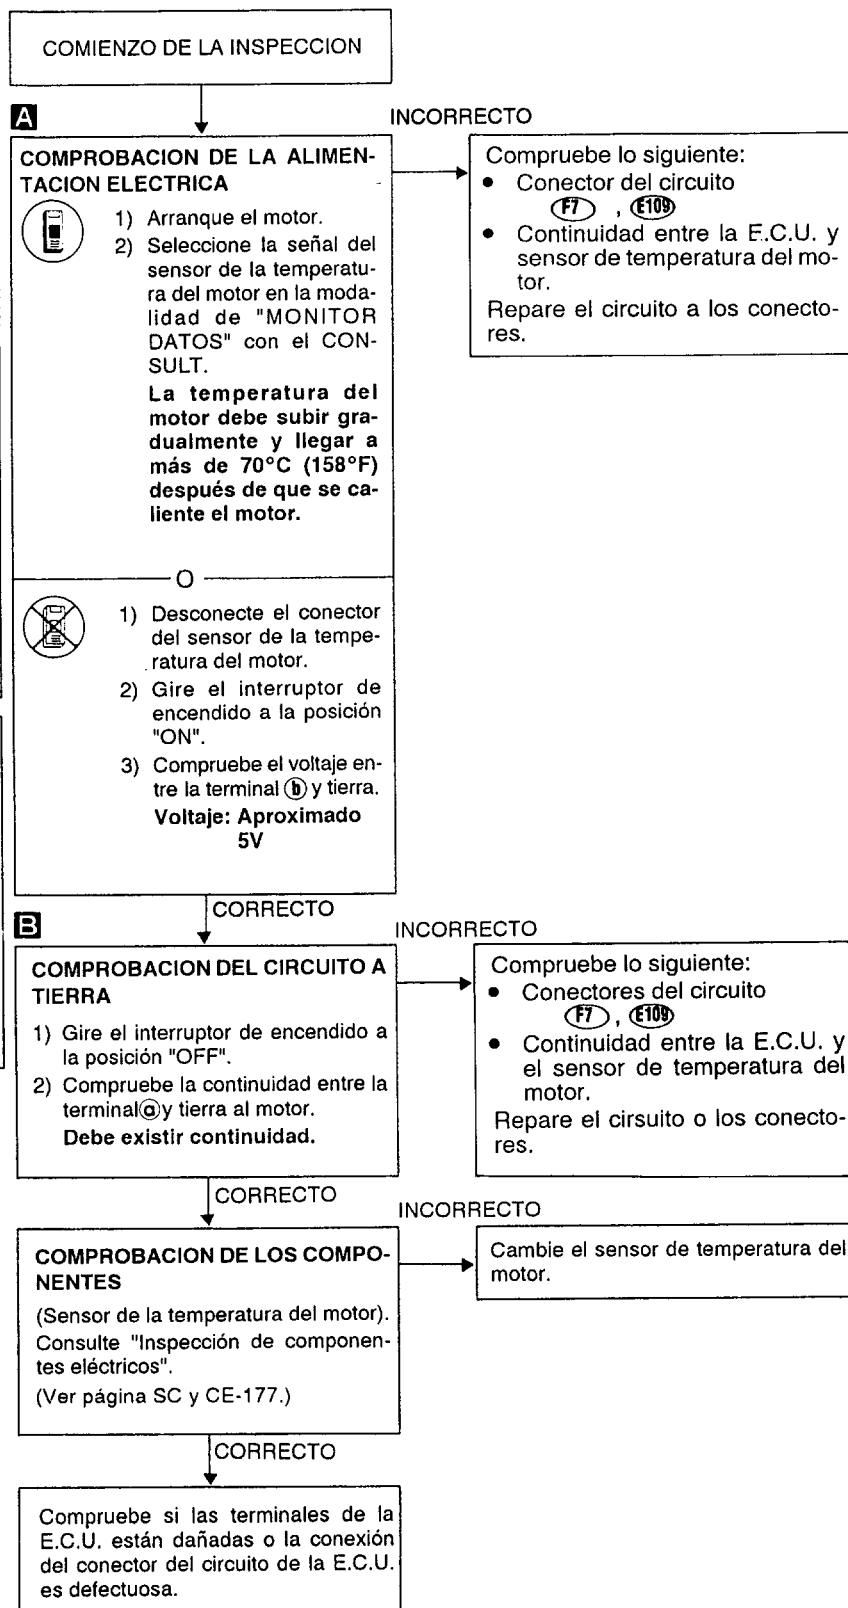 COMIENZO DE LA INSPECCION
A
INCORRECTO
COMPROBACION DE LA ALIMEN-
TACION ELECTRICA
1) Arranque el motor.
2) Seleccione la señal del
sensor de la temperatu-
ra del motor en la moda-
lidad de "MONITOR
DATOS" con el CON-
SULT.
La temperatura del
motor debe subir gra-
dualmente y llegar a
más de 70°C (158°F)
después de que se ca-
liente el motor.
O
1) Desconecte el conector
del sensor de la tempe-
ratura del motor.
2) Gire el interruptor de
encendido a la posición
"ON".
3) Compruebe el voltaje en-
tre la terminal b y tierra.
Voltaje: Aproximado
5V
Compruebe lo siguiente:
• Conector del circuito
F7 , E109
• Continuidad entre la E.C.U. y
sensor de temperatura del mo-
tor.
Repare el circuito a los conecto-
res.
CORRECTO
B
INCORRECTO
COMPROBACION DEL CIRCUITO A
TIERRA
1) Gire el interruptor de encendido a
la posición "OFF".
2) Compruebe la continuidad entre la
terminal a y tierra al motor.
Debe existir continuidad.
Compruebe lo siguiente:
• Conectores del circuito
F7 , E109
• Continuidad entre la E.C.U. y
el sensor de temperatura del
motor.
Repare el cirsuito o los conecto-
res.
CORRECTO
INCORRECTO
COMPROBACION DE LOS COMPO-
NENTES
(Sensor de la temperatura del motor).
Consulte "Inspección de componen-
tes eléctricos".
(Ver página SC y CE-177.)
Cambie el sensor de temperatura del
motor.
CORRECTO
Compruebe si las terminales de la
E.C.U. están dañadas o la conexión
del conector del circuito de la E.C.U.
es defectuosa.